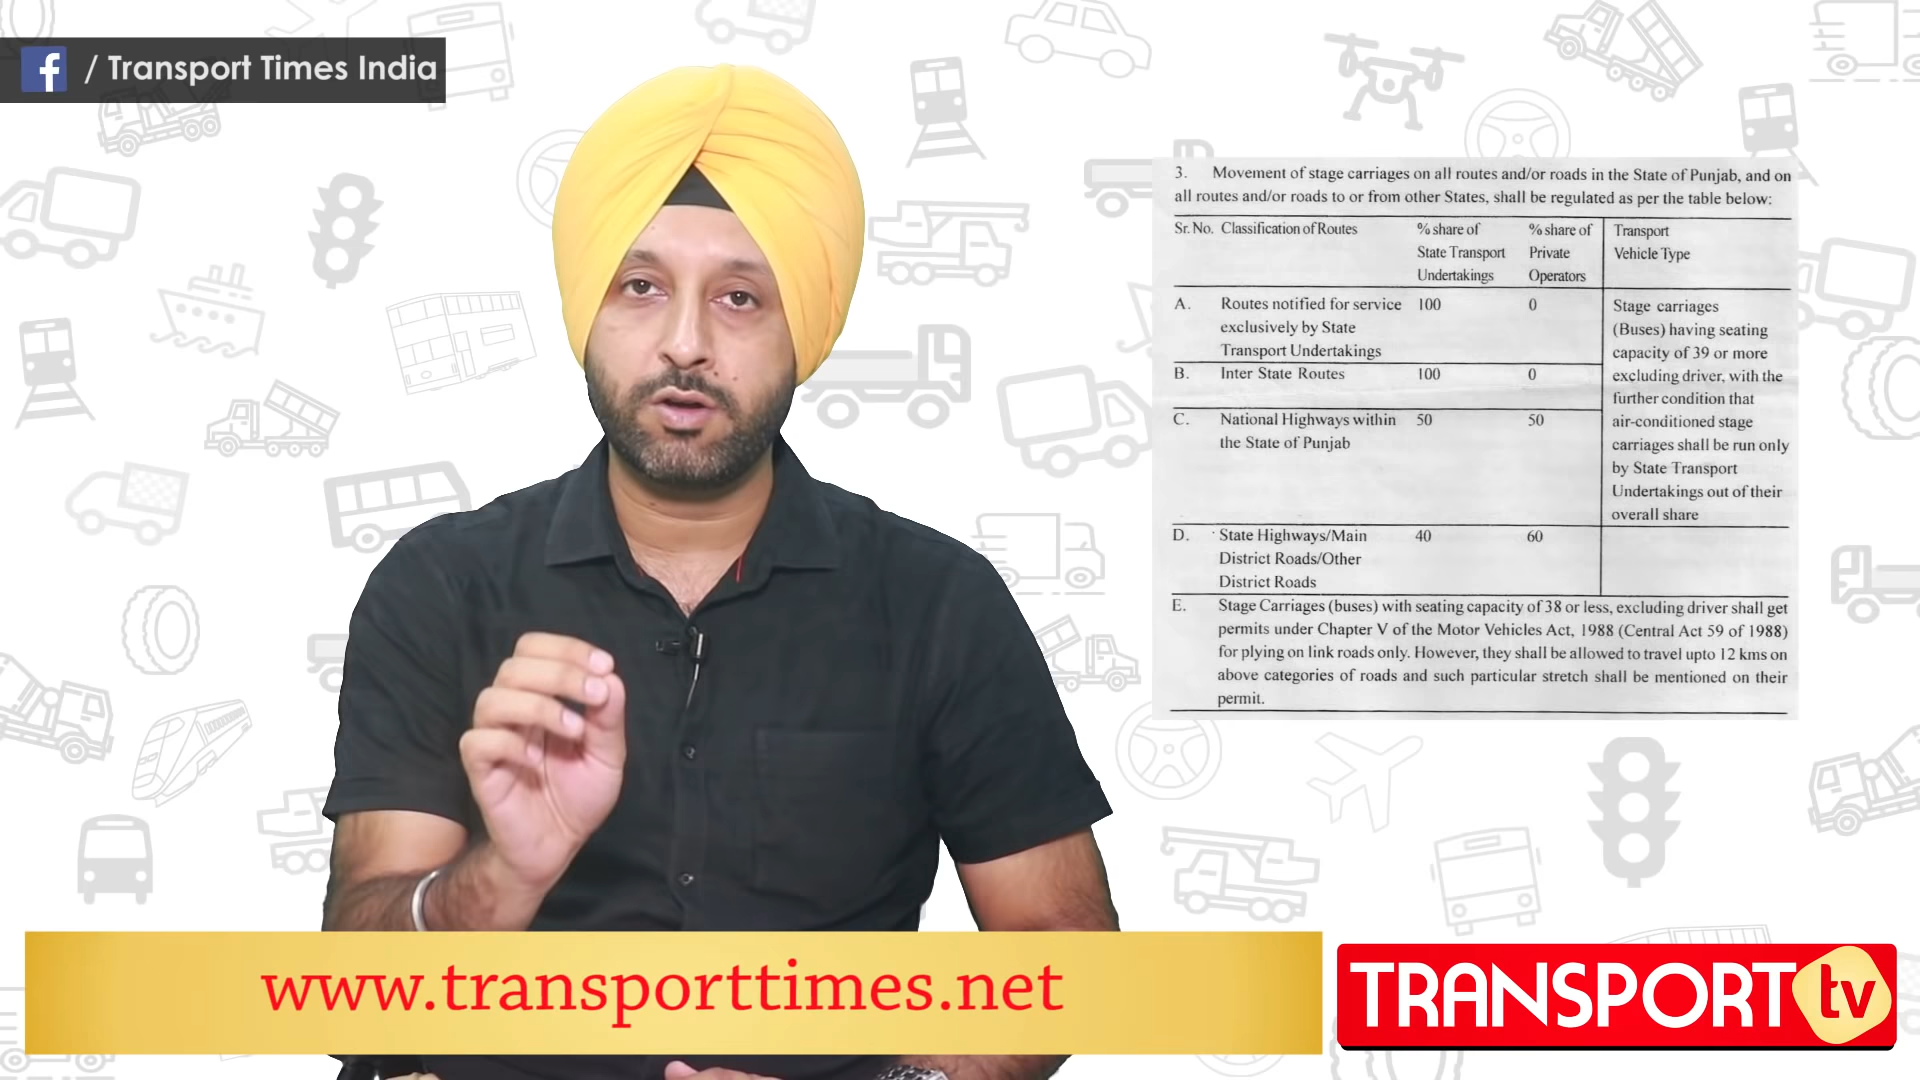 / Transport Times India
3. Movement of stage carriages on all routes and/or roads in the State of Punjab, and on
all routes and/or roads to or from other States, shall be regulated as per the table below:
Sr. No. Classification of Routes % share of State Transport Undertakings % share of Private Operators Transport Vehicle Type
A. Routes notified for service 100 0
exclusively by State
Transport Undertakings
B. Inter State Routes 100 0
C. National Highways within 50 50
the State of Punjab
Stage carriages
(Buses) having seating
capacity of 39 or more
excluding driver, with the
further condition that
air-conditioned stage
carriages shall be run only
by State Transport
Undertakings out of their
overall share
D. State Highways/Main 40 60
District Roads/Other
District Roads
E. Stage Carriages (buses) with seating capacity of 38 or less, excluding driver shall get
permits under Chapter V of the Motor Vehicles Act, 1988 (Central Act 59 of 1988)
for plying on link roads only. However, they shall be allowed to travel upto 12 kms on
above categories of roads and such particular stretch shall be mentioned on their
permit.
www.transporttimes.net
TRANSPORT tv